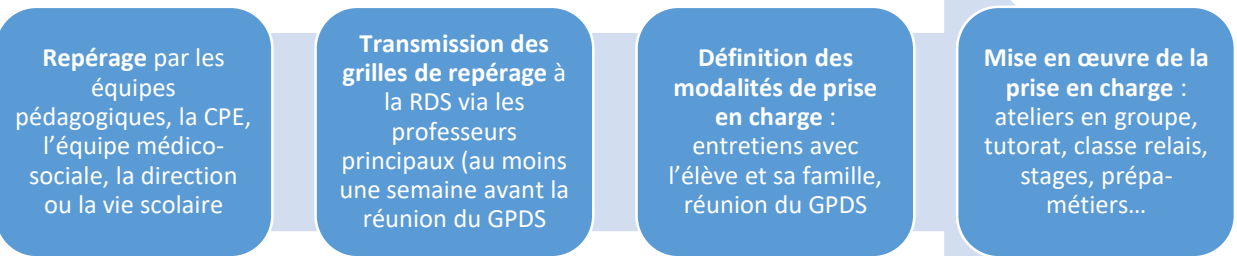 Repérage par les
équipes
pédagogiques, la CPE,
l’équipe médico-
sociale, la direction
ou la vie scolaire
Transmission des
grilles de repérage à
la RDS via les
professeurs
principaux (au moins
une semaine avant la
réunion du GPDS
Définition des
modalités de prise
en charge :
entretiens avec
l’élève et sa famille,
réunion du GPDS
Mise en œuvre de la
prise en charge :
ateliers en groupe,
tutorat, classe relais,
stages, prépa-
métiers…